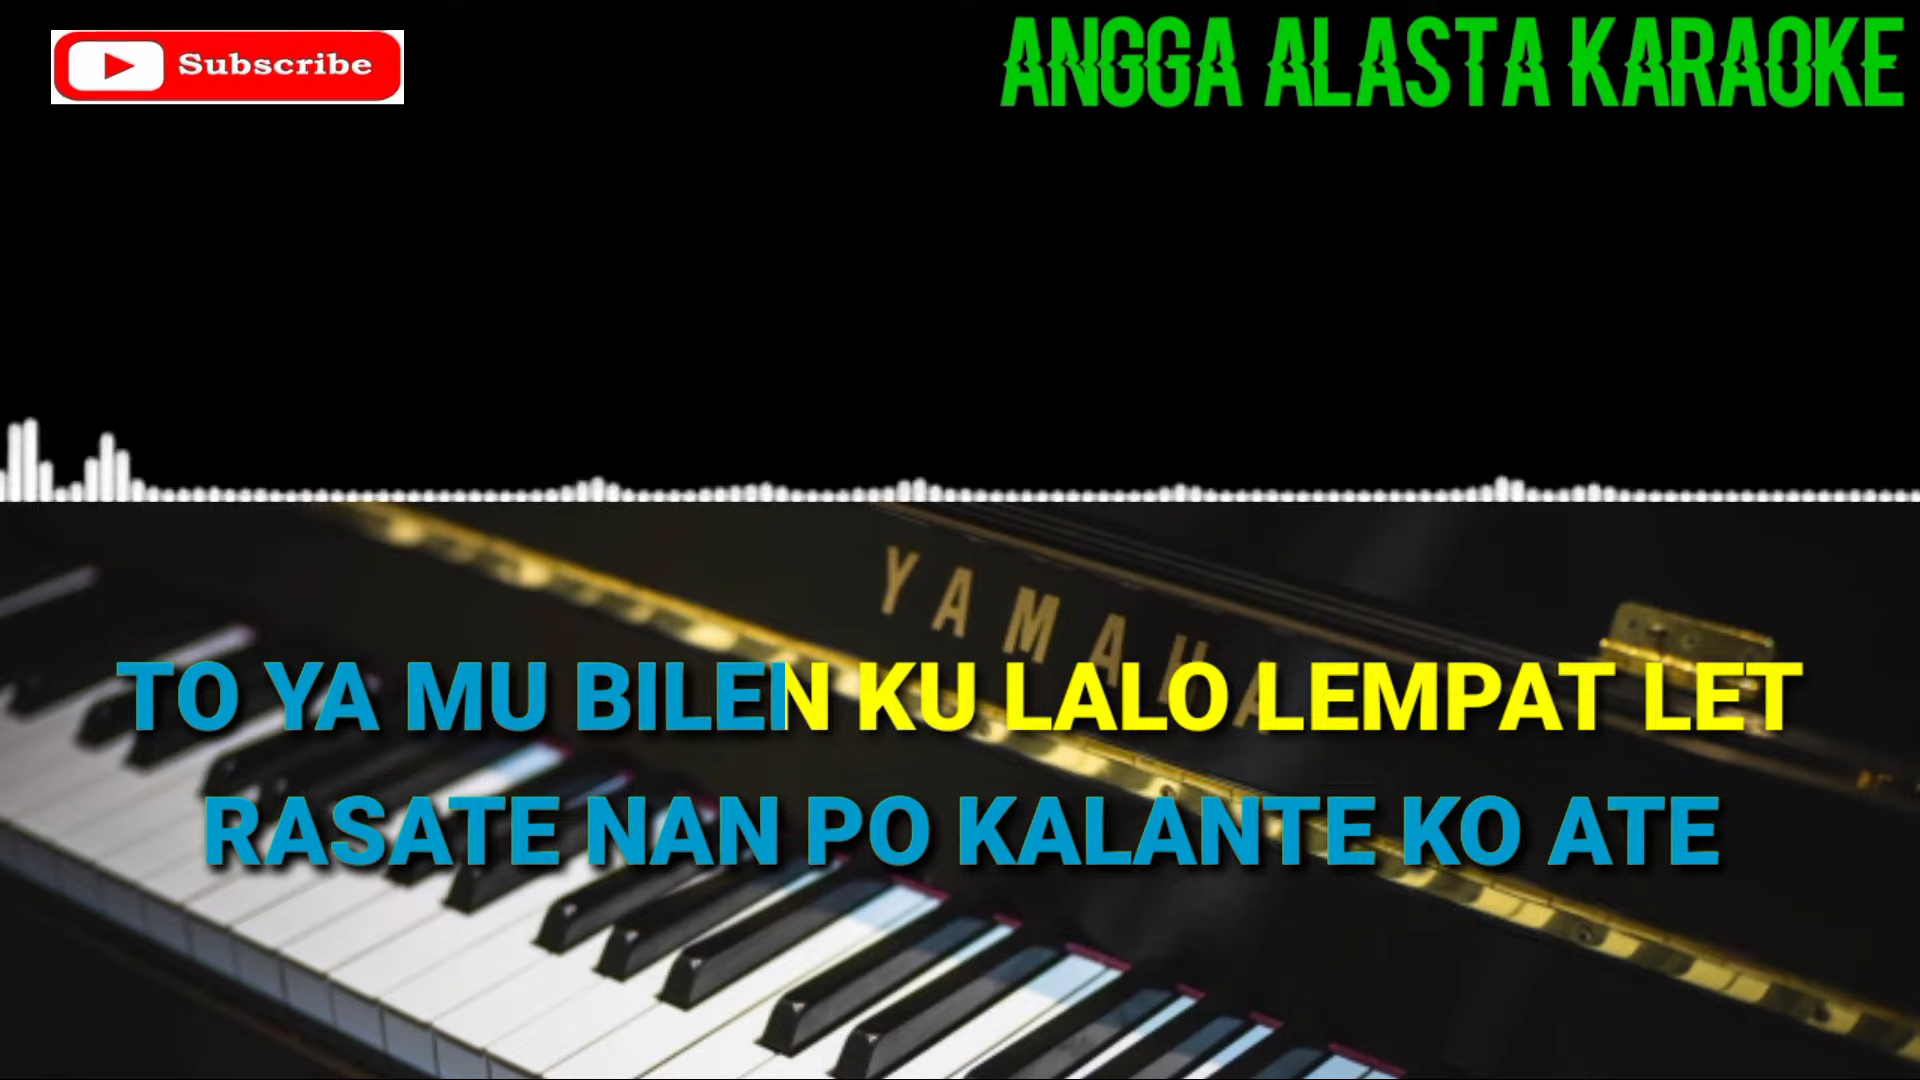 Subscribe
ANGGA ALASTA KARAOKE
YAMAHA
TO YA MU BILEN KU LALO LEMPAT LET
RASATE NAN PO KALANTE KO ATE